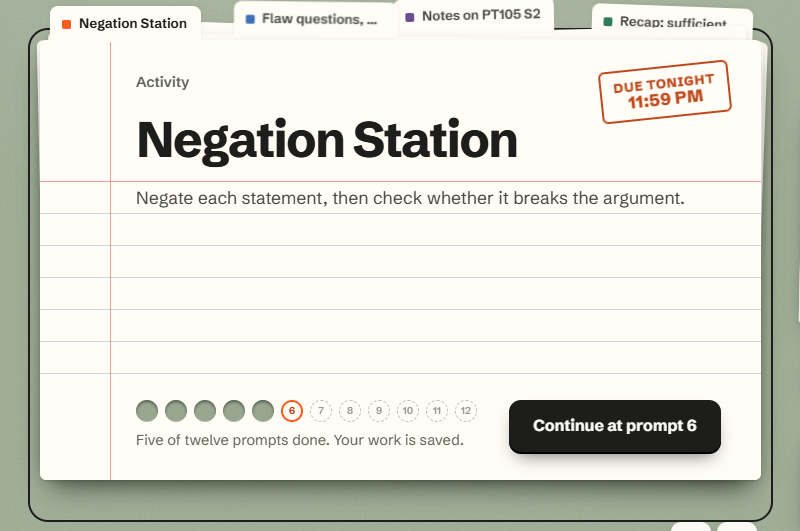 Negation Station
Flaw questions, ...
Notes on PT105 S2
Recap: sufficient
Activity
DUE TONIGHT
11:59 PM
Negation Station
Negate each statement, then check whether it breaks the argument.
6 7 8 9 10 11 12
Continue at prompt 6
Five of twelve prompts done. Your work is saved.